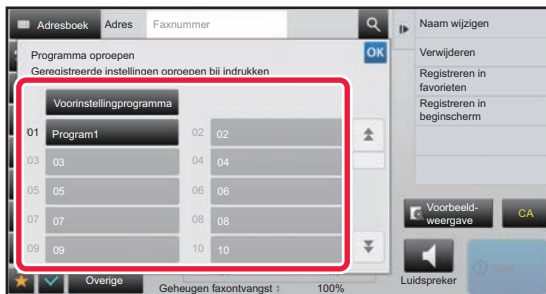 Adresboek Adres Faxnummer
Naam wijzigen
Programma oproepen OK
Verwijderen
Geregistreerde instellingen oproepen bij indrukken
Registreren in
favorieten
Voorinstellingprogramma
Registreren in
beginscherm
01 Program1 02 02
03 03 04 04
05 05 06 06
07 07 08 08
09 09 10 10
Voorbeeld-
weergave
CA
Overige
Geheugen faxontvangst : 100%
Luidspreker
Start